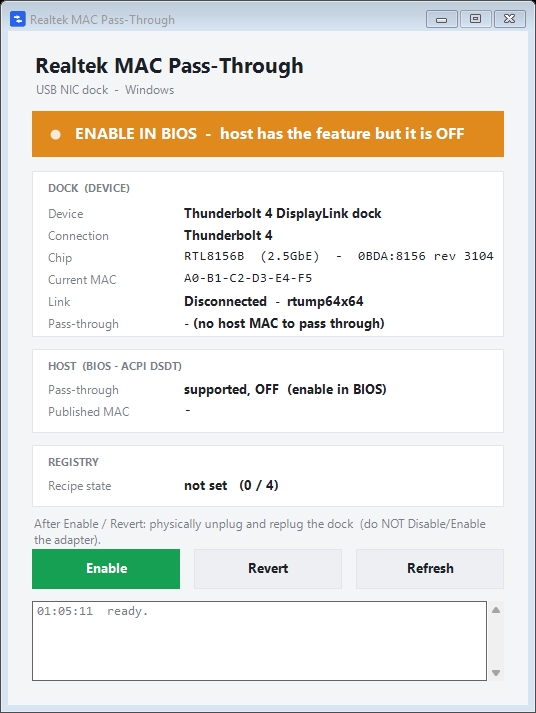 Realtek MAC Pass-Through
Realtek MAC Pass-Through
USB NIC dock - Windows
ENABLE IN BIOS - host has the feature but it is OFF
DOCK (DEVICE)
Device Thunderbolt 4 DisplayLink dock
Connection Thunderbolt 4
Chip RTL8156B (2.5GbE) - 0BDA:8156 rev 3104
Current MAC A0-B1-C2-D3-E4-F5
Link Disconnected - rtump64x64
Pass-through - (no host MAC to pass through)
HOST (BIOS - ACPI DSDT)
Pass-through supported, OFF (enable in BIOS)
Published MAC -
REGISTRY
Recipe state not set (0 / 4)
After Enable / Revert: physically unplug and replug the dock (do NOT Disable/Enable
the adapter).
Enable Revert Refresh
01:05:11 ready.